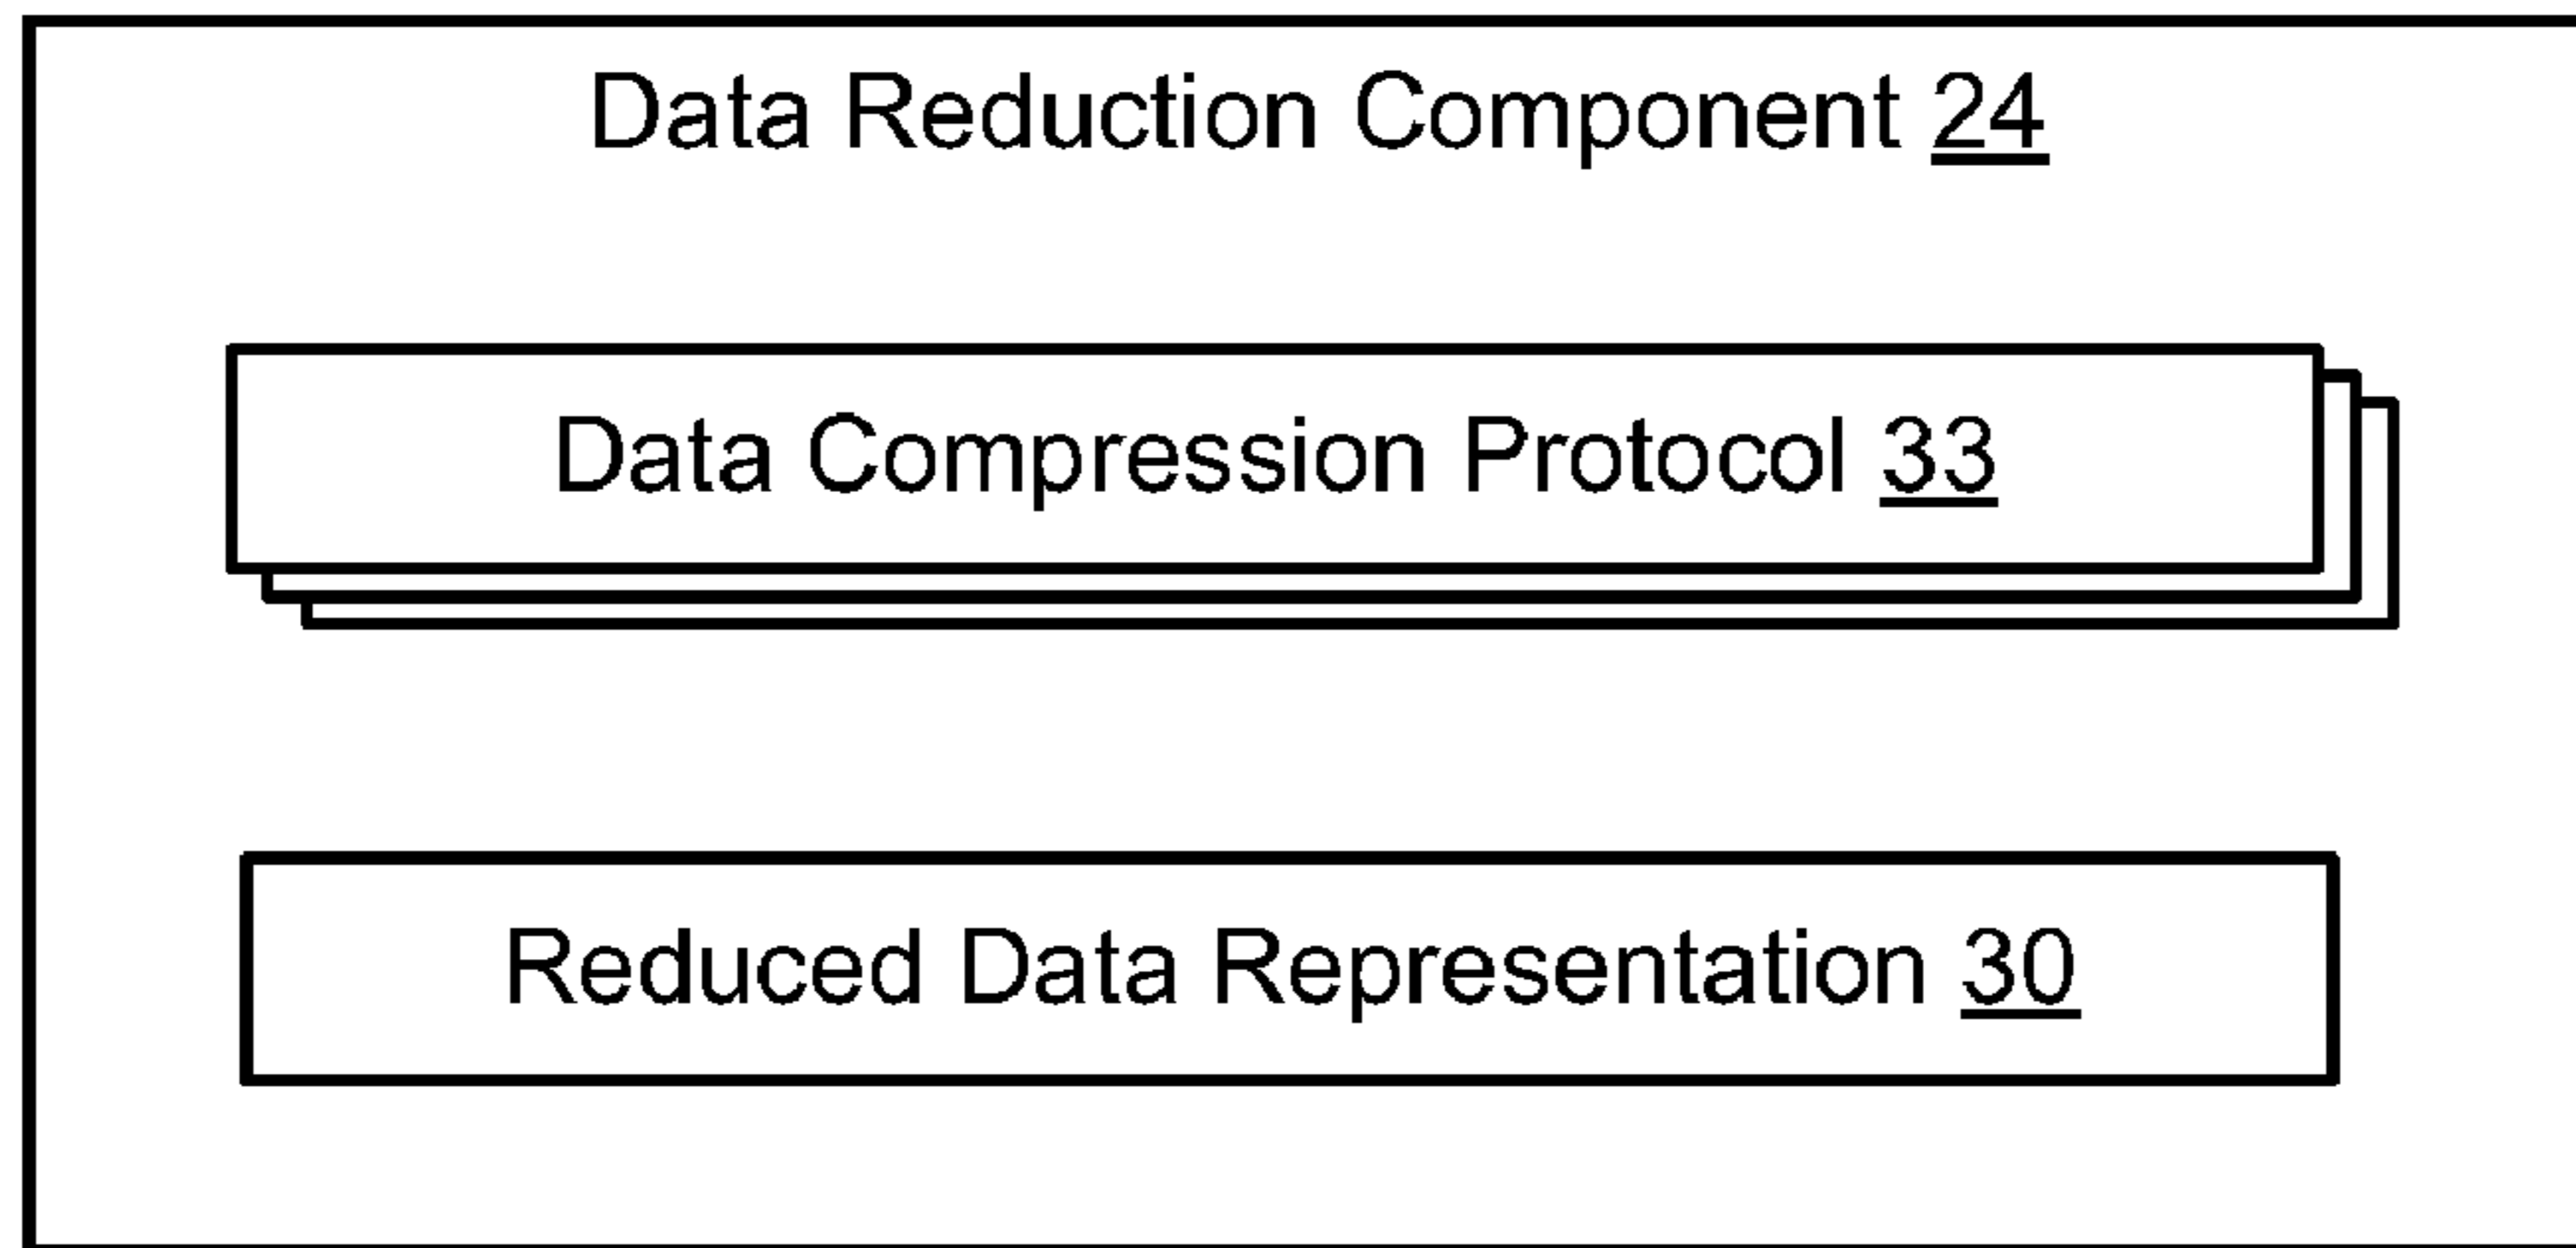 Data Reduction Component 24
Data Compression Protocol 33
Reduced Data Representation 30